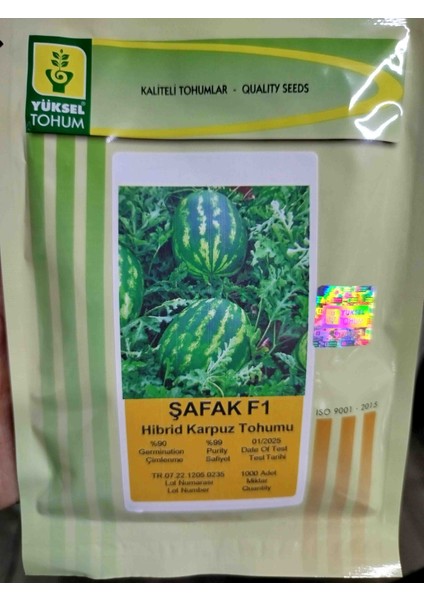 YÜKSEL®
TOHUM
KALİTELİ TOHUMLAR - QUALITY SEEDS
YÜKSEL
ISO 9001 - 2015
ŞAFAK F1
Hibrid Karpuz Tohumu
%90 %99 01/2025
Germination Purity Date Of Test
Çimlenme Safiyet Test Tarihi
TR.07.22.1206.0235 1000 Adet
Lot Numarası Miktar
Lot Number Quantity